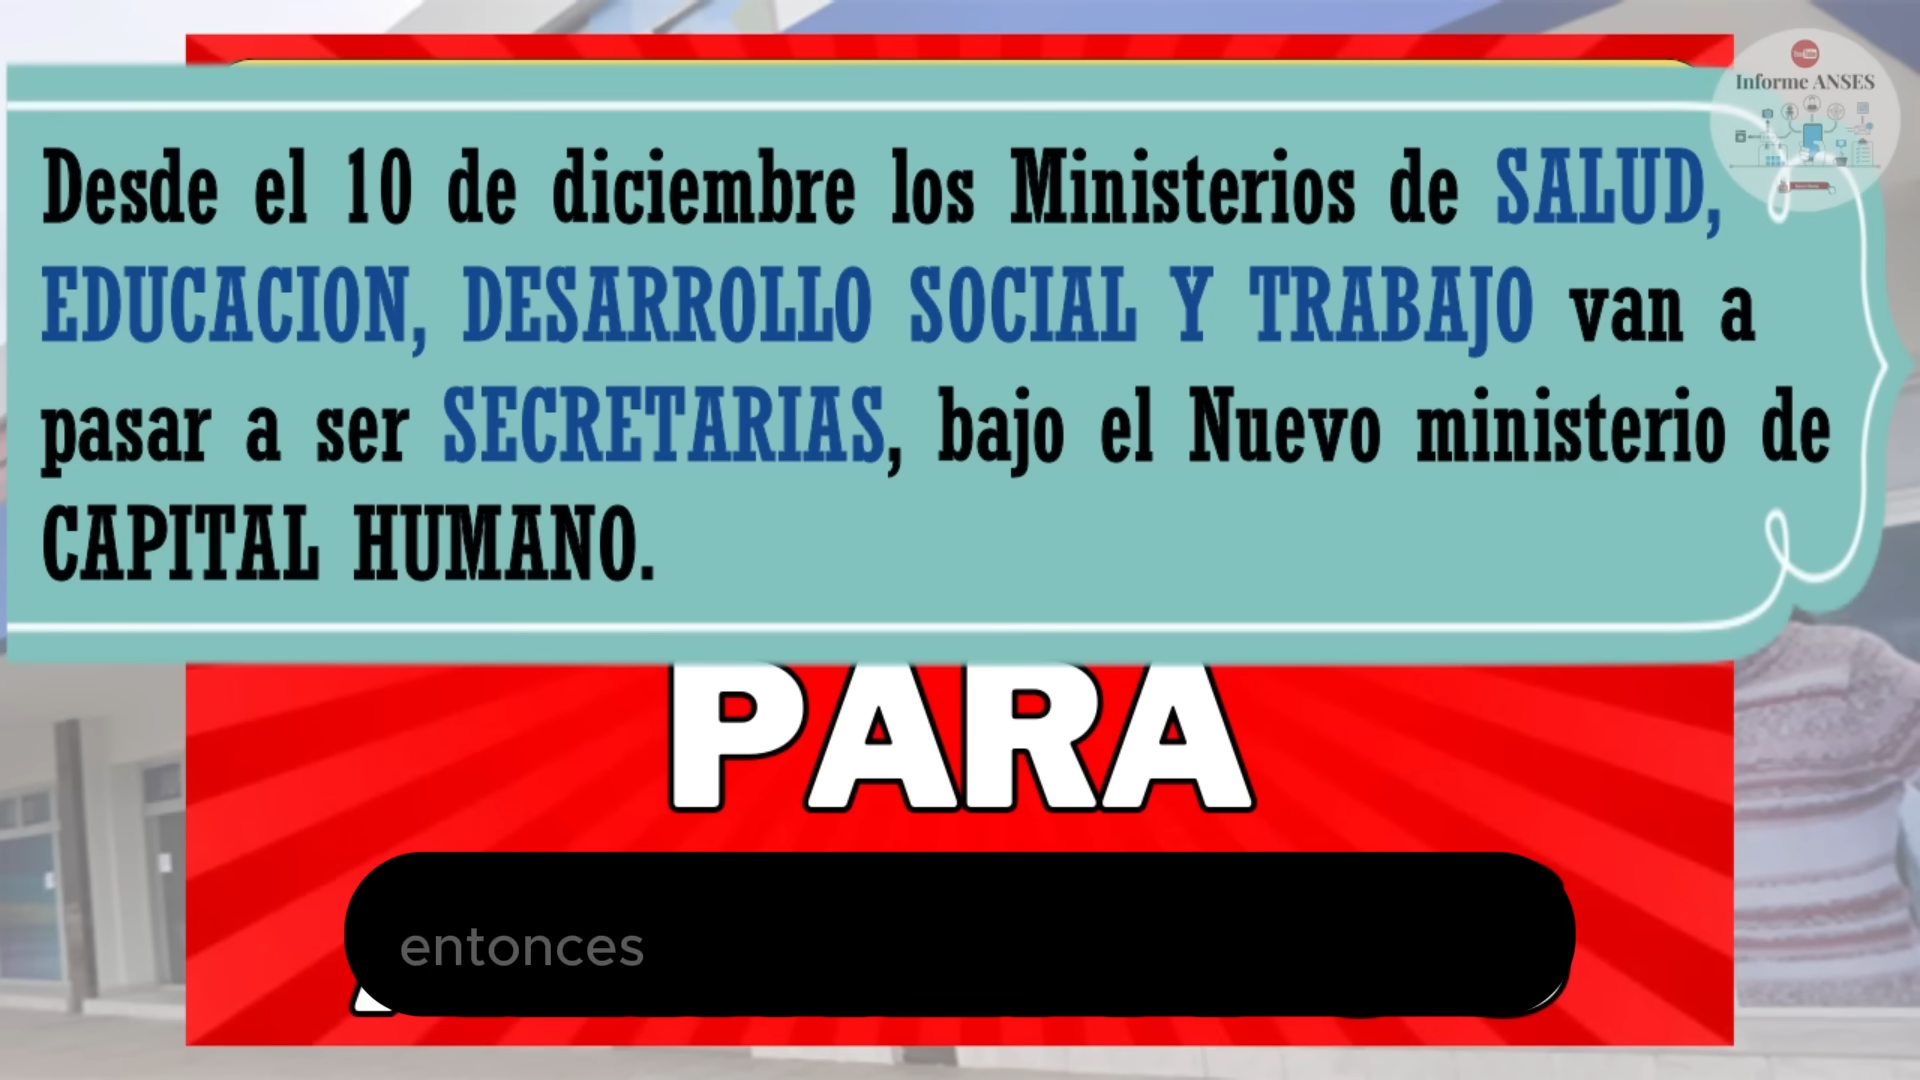 YouTube
Informe ANSES
Desde el 10 de diciembre los Ministerios de SALUD,
EDUCACION, DESARROLLO SOCIAL Y TRABAJO van a
pasar a ser SECRETARIAS, bajo el Nuevo ministerio de
CAPITAL HUMANO.
PARA
entonces